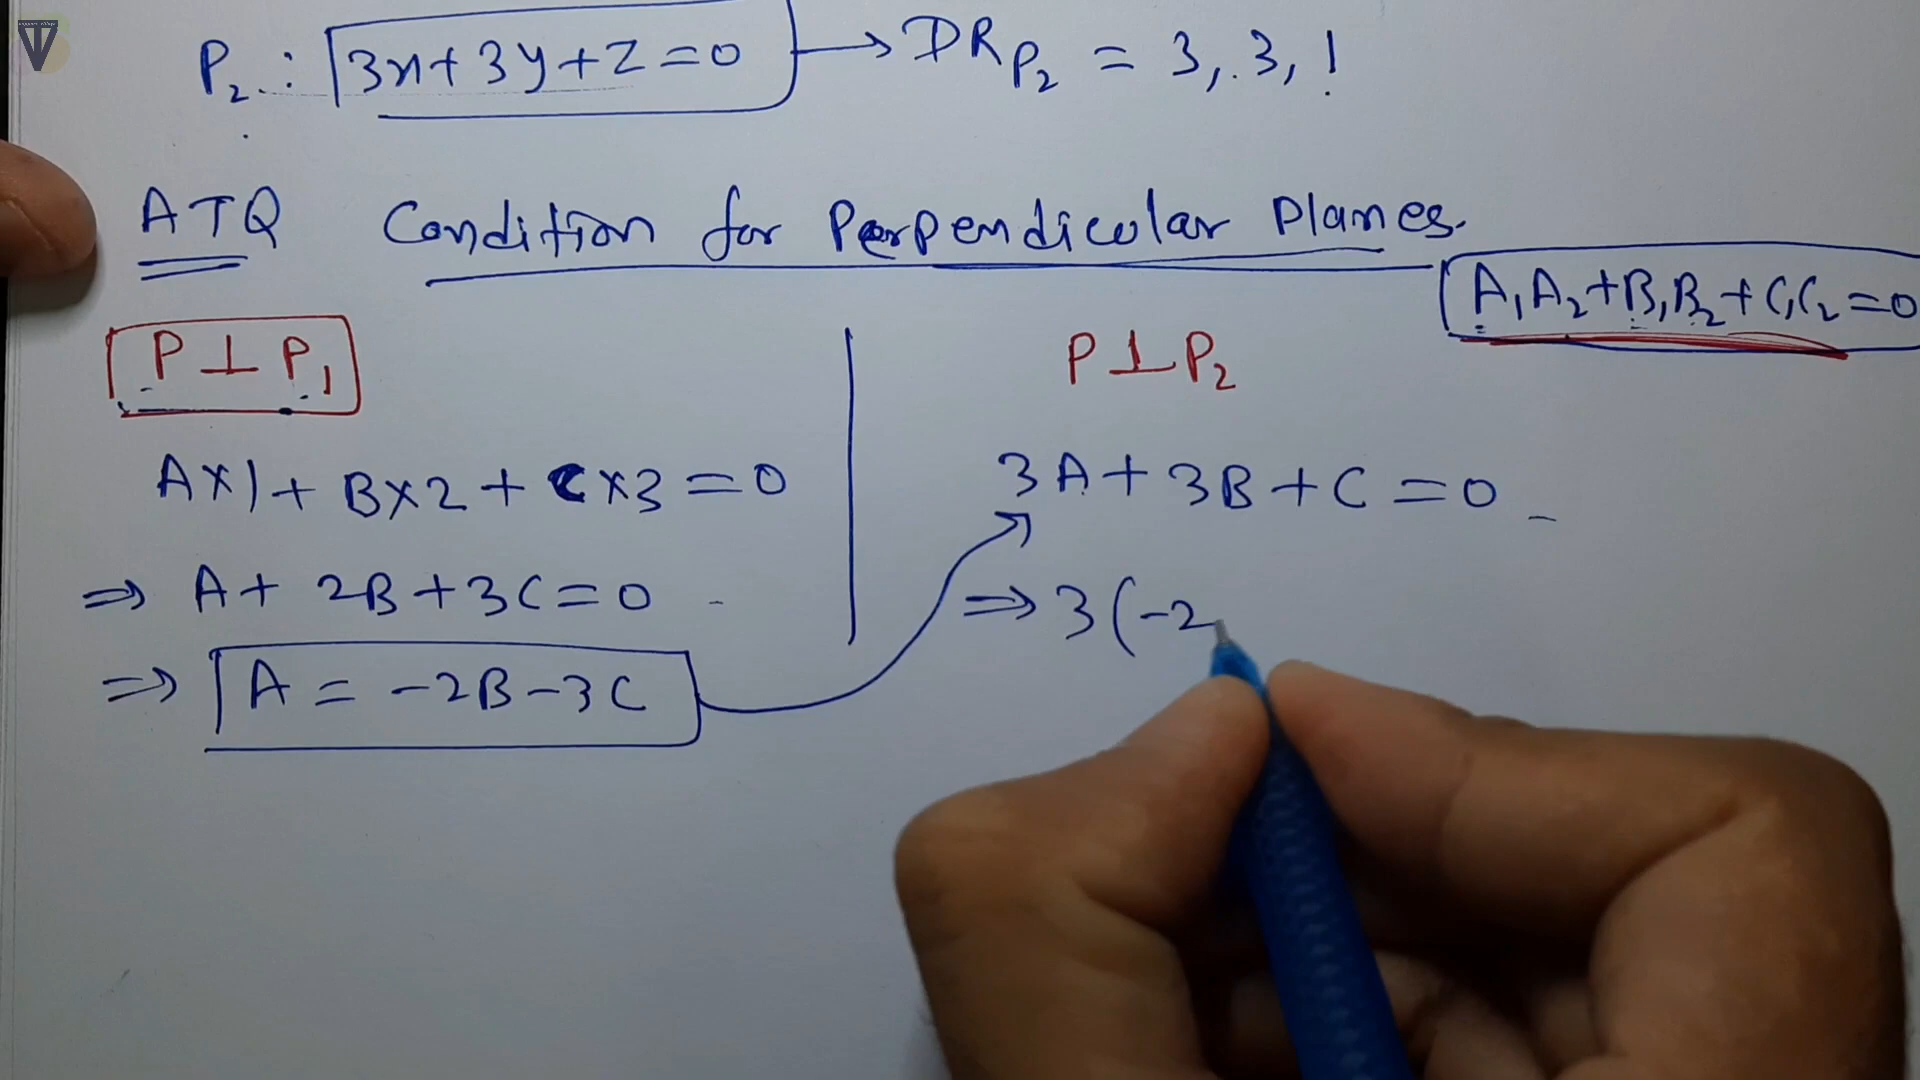 P₂ : 3x+3y+z=0 → DR_P₂ = 3, 3, 1
ATQ Condition for Perpendicular Planes.
A₁A₂+B₁B₂+C₁C₂=0
P⊥P₁
A×1+B×2+C×3=0
⇒ A+2B+3C=0
⇒ A=-2B-3C
P⊥P₂
3A+3B+C=0
⇒ 3(-2